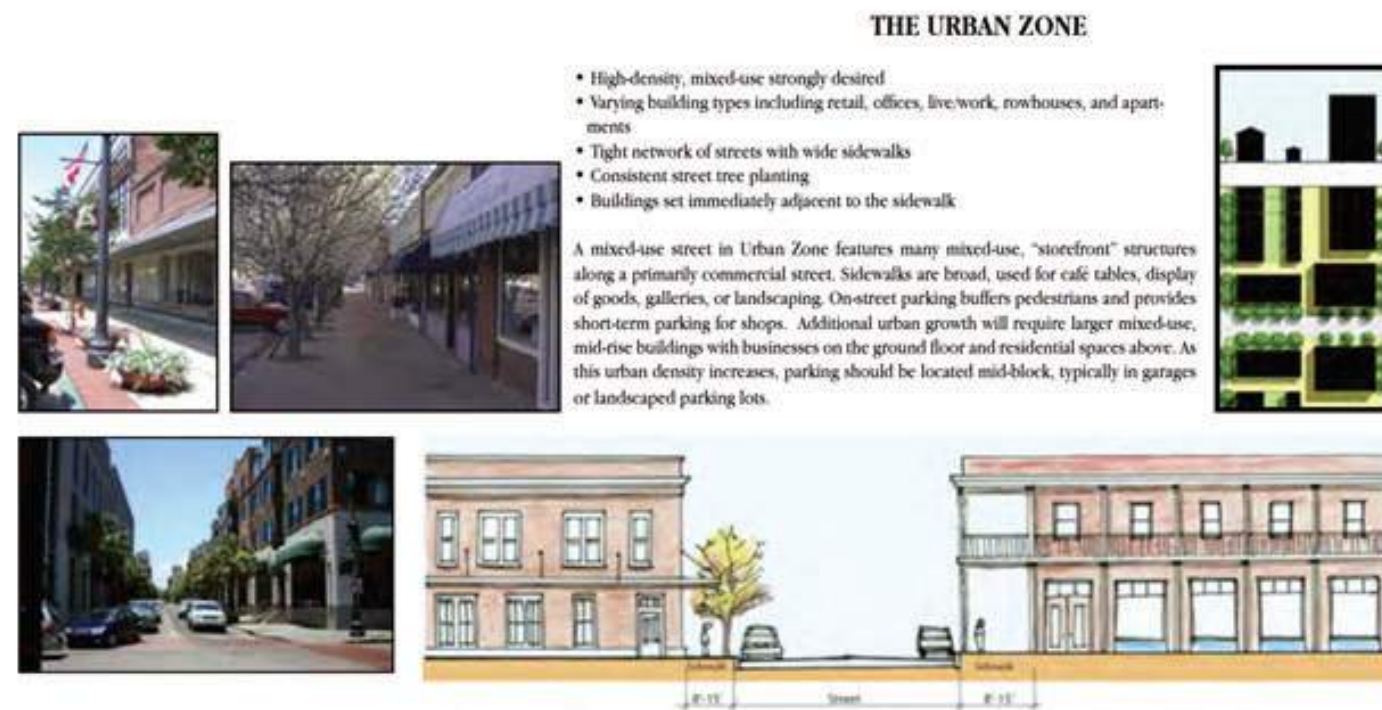 THE URBAN ZONE
• High-density, mixed-use strongly desired
• Varying building types including retail, offices, live/work, rowhouses, and apart-
ments
• Tight network of streets with wide sidewalks
• Consistent street tree planting
• Buildings set immediately adjacent to the sidewalk
A mixed-use street in Urban Zone features many mixed-use, “storefront” structures
along a primarily commercial street. Sidewalks are broad, used for café tables, display
of goods, galleries, or landscaping. On-street parking buffers pedestrians and provides
short-term parking for shops. Additional urban growth will require larger mixed-use,
mid-rise buildings with businesses on the ground floor and residential spaces above. As
this urban density increases, parking should be located mid-block, typically in garages
or landscaped parking lots.
Sidewalk
Sidewalk
8'-15'
Street
8'-15'